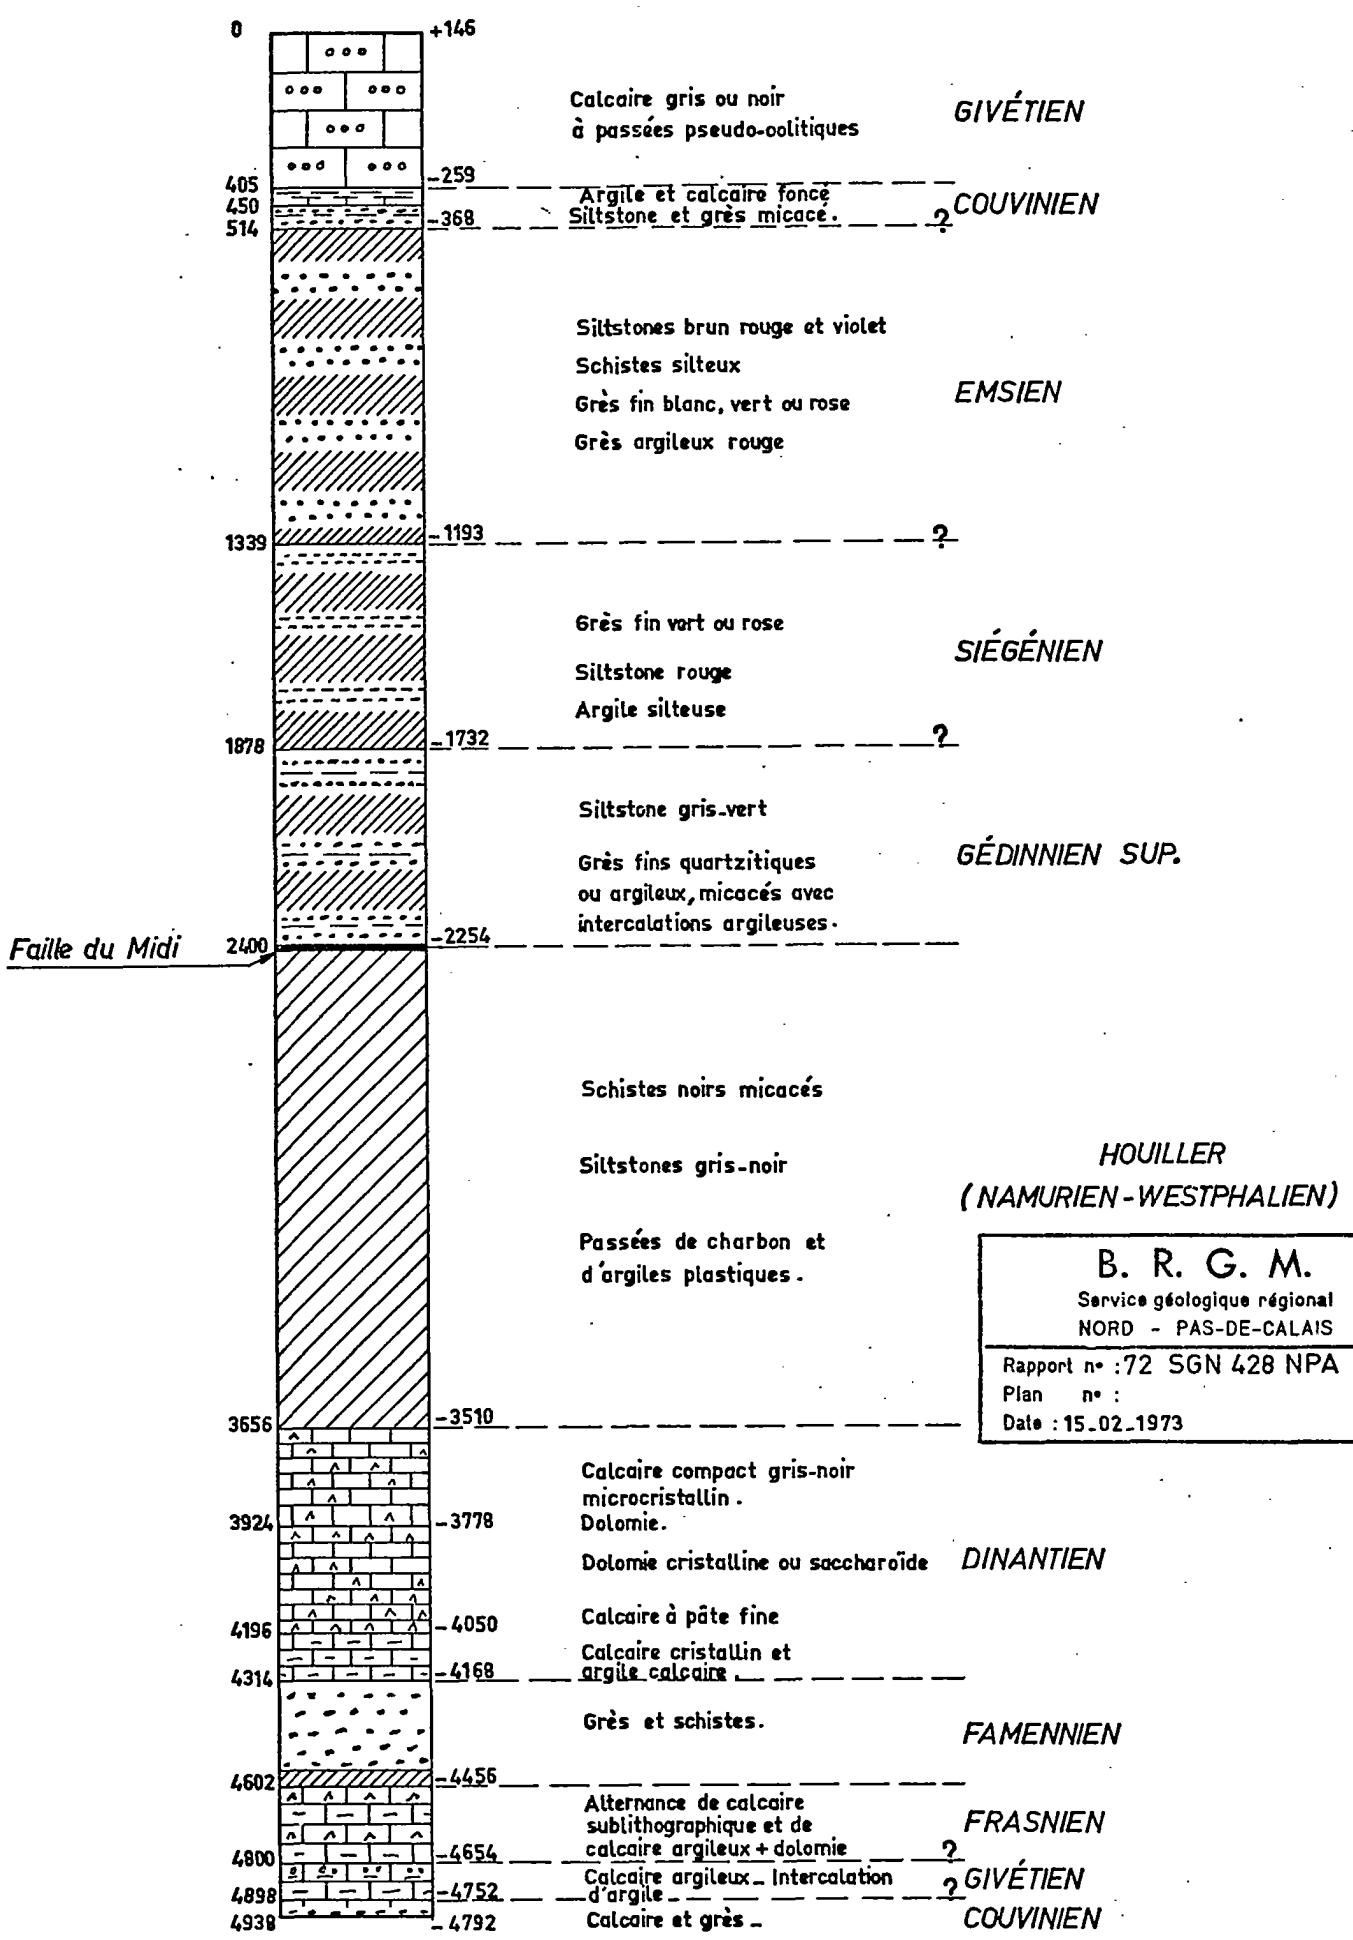 0 +146
Calcaire gris ou noir
à passées pseudo-oolitiques
GIVÉTIEN
405 -259
Argile et calcaire foncé
450
Siltstone et grès micacé.
COUVINIEN
514 -368 ?
Siltstones brun rouge et violet
Schistes silteux
Grès fin blanc, vert ou rose
Grès argileux rouge
EMSIEN
1339 -1193 ?
Grès fin vert ou rose
Siltstone rouge
Argile silteuse
SIÉGÉNIEN
1878 -1732 ?
Siltstone gris-vert
Grès fins quartzitiques
ou argileux, micacés avec
intercalations argileuses.
GÉDINNIEN SUP.
Faille du Midi 2400 -2254
Schistes noirs micacés
Siltstones gris-noir
Passées de charbon et
d'argiles plastiques.
HOUILLER
(NAMURIEN-WESTPHALIEN)
B. R. G. M.
Service géologique régional
NORD - PAS-DE-CALAIS
Rapport n° : 72 SGN 428 NPA
Plan n° :
Date : 15-02-1973
3656 -3510
Calcaire compact gris-noir
microcristallin.
3924 -3778
Dolomie.
Dolomie cristalline ou saccharoïde
DINANTIEN
Calcaire à pâte fine
4196 -4050
Calcaire cristallin et
argile calcaire.
4314 -4168
Grès et schistes.
FAMENNIEN
4602 -4456
Alternance de calcaire
sublithographique et de
calcaire argileux + dolomie
FRASNIEN
4800 -4654 ?
Calcaire argileux_ Intercalation
d'argile_
GIVÉTIEN
4898 -4752 ?
Calcaire et grès_
COUVINIEN
4938 -4792